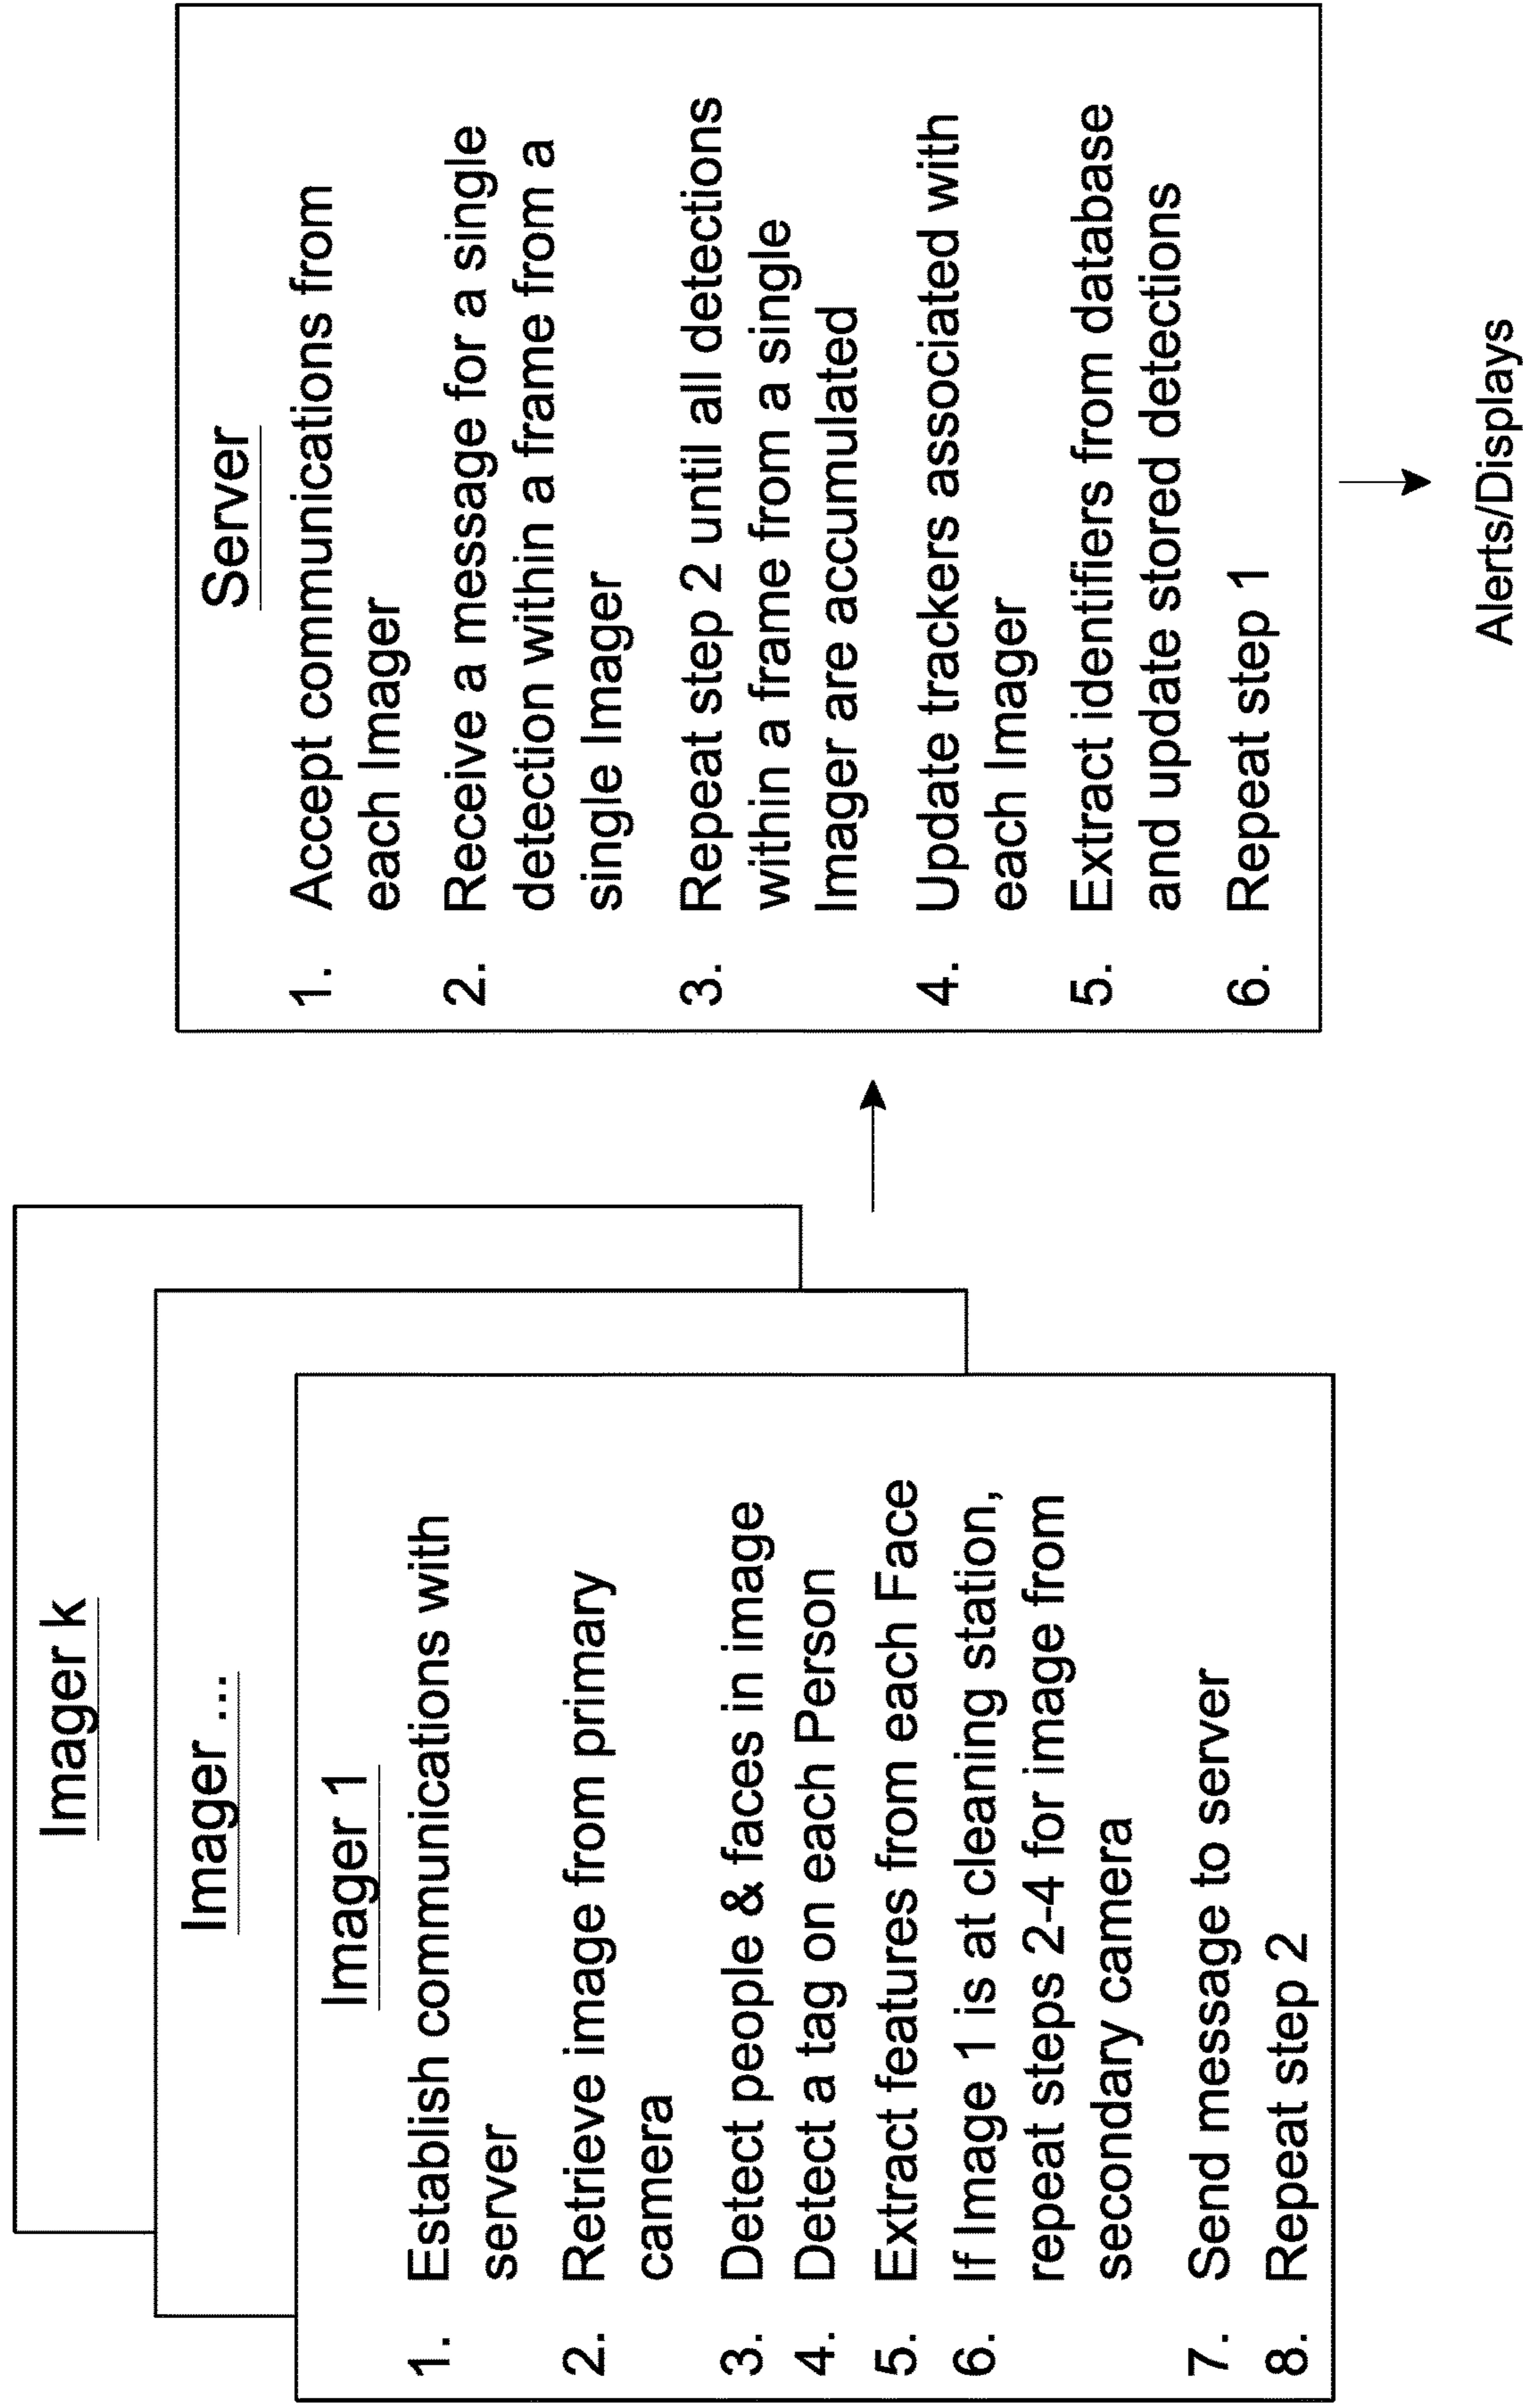 Imager k
Imager ...
Imager 1
1. Establish communications with
server
2. Retrieve image from primary
camera
3. Detect people & faces in image
4. Detect a tag on each Person
5. Extract features from each Face
6. If Image 1 is at cleaning station,
repeat steps 2-4 for image from
secondary camera
7. Send message to server
8. Repeat step 2
Server
1. Accept communications from
each Imager
2. Receive a message for a single
detection within a frame from a
single Imager
3. Repeat step 2 until all detections
within a frame from a single
Imager are accumulated
4. Update trackers associated with
each Imager
5. Extract identifiers from database
and update stored detections
6. Repeat step 1
Alerts/Displays